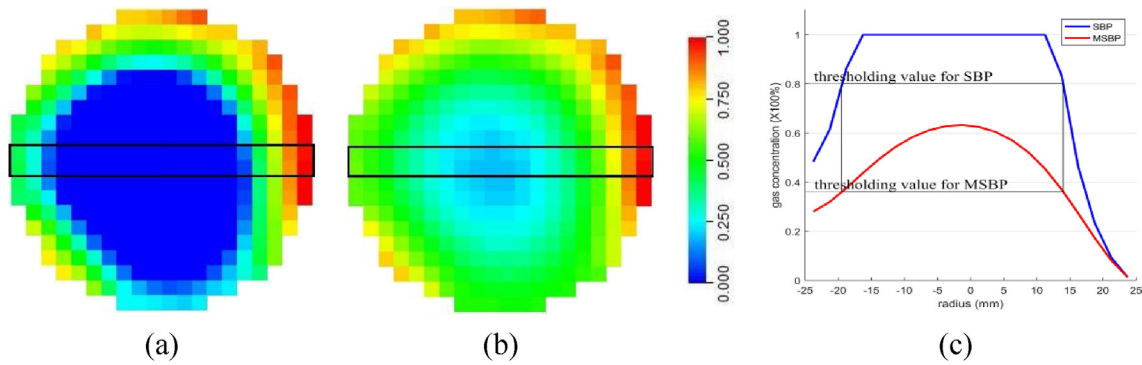 1.000
0.750
0.500
0.250
0.000
SBP
MSBP
1
0.8
0.6
0.4
0.2
0
gas concentration (X100%)
thresholding value for SBP
thresholding value for MSBP
-25 -20 -15 -10 -5 0 5 10 15 20 25
radius (mm)
(a) (b) (c)